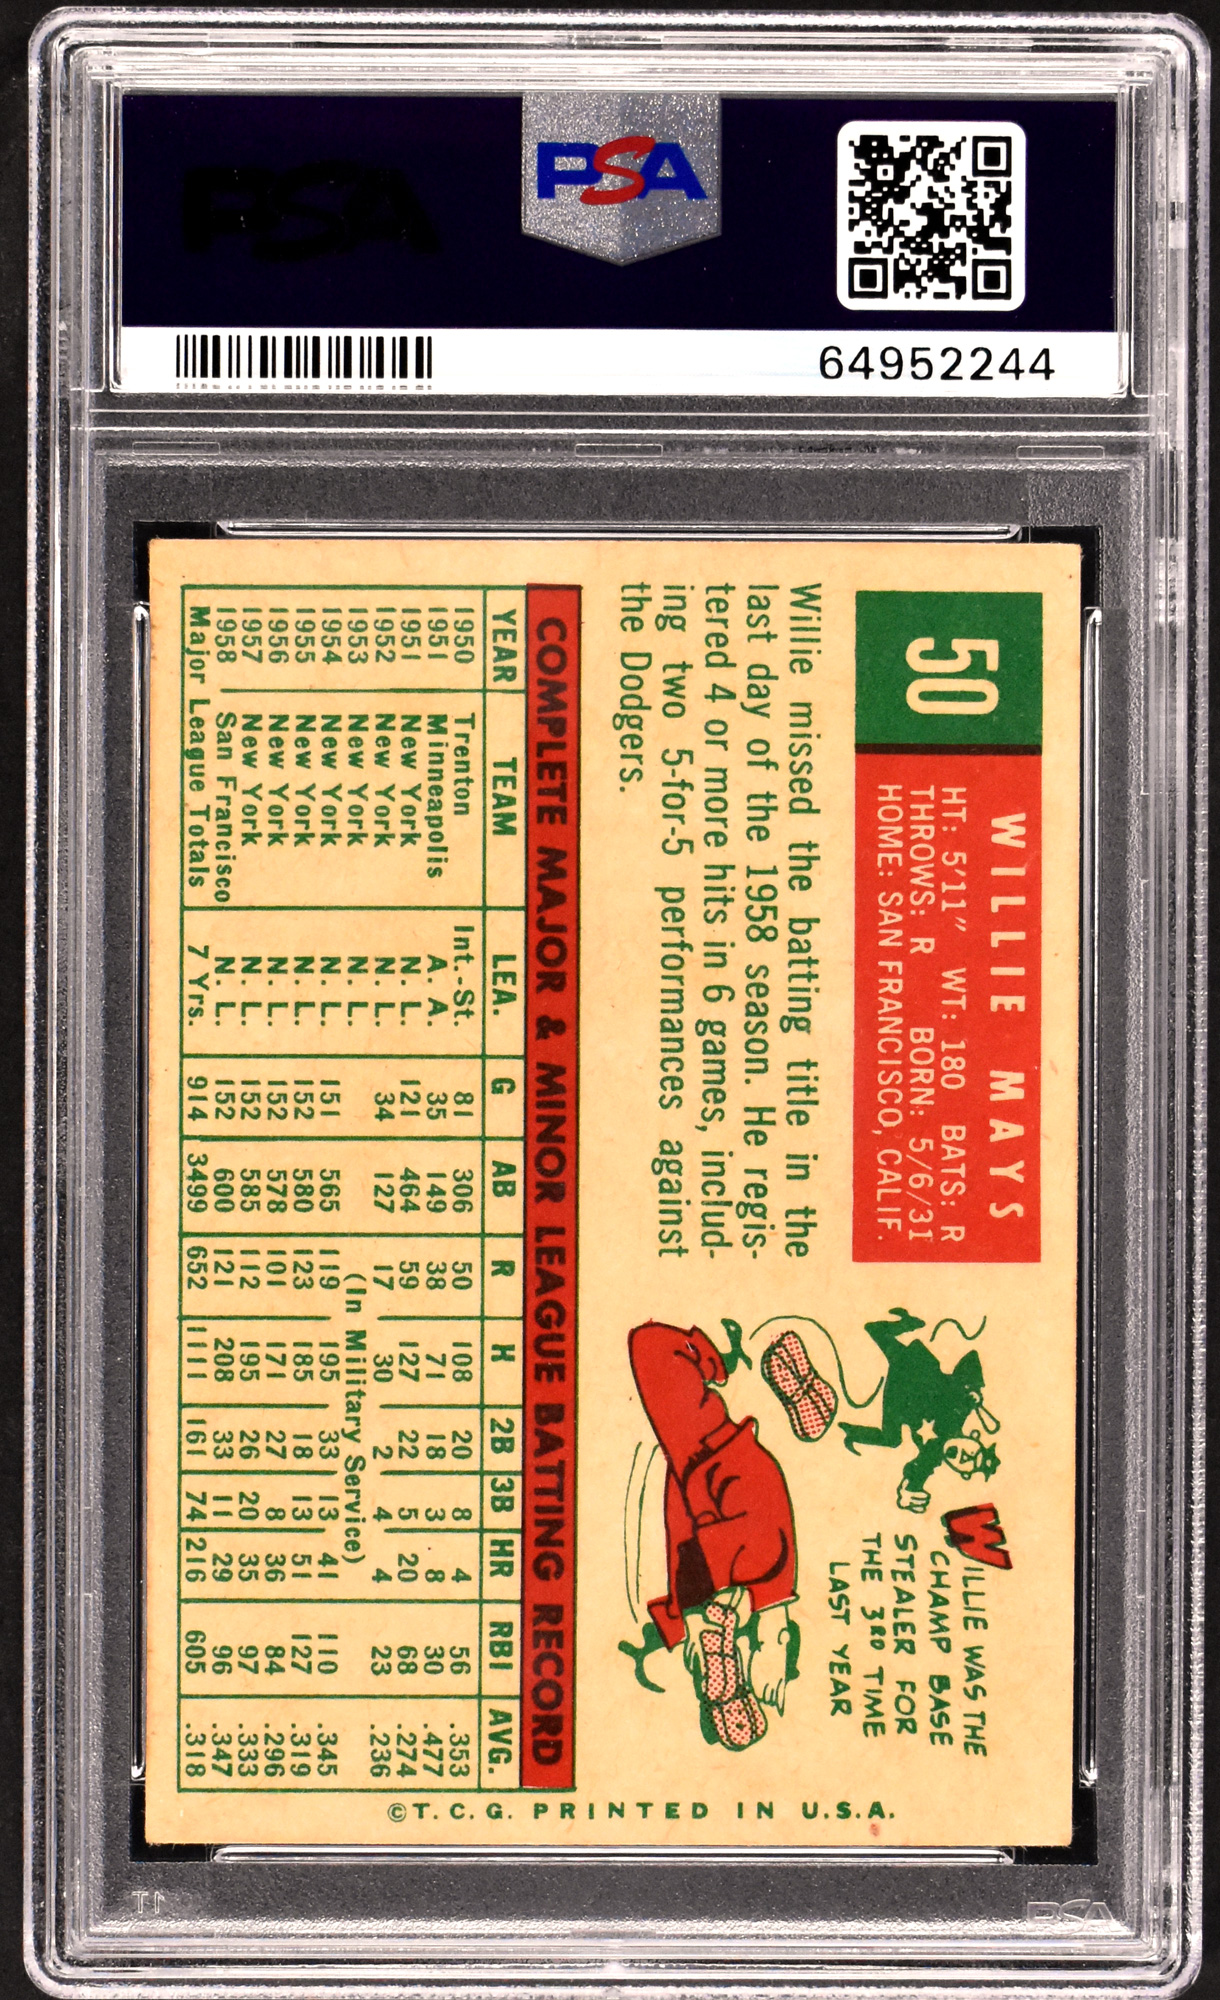 PSA
PSA
64952244
50
WILLIE MAYS
HT: 5'11" WT: 180 BATS: R
THROWS: R BORN: 5/6/31
HOME: SAN FRANCISCO, CALIF.
Willie missed the batting title in the
last day of the 1958 season. He regis-
tered 4 or more hits in 6 games, includ-
ing two 5-for-5 performances against
the Dodgers.
WILLIE WAS THE
CHAMP BASE
STEALER FOR
THE 3RD TIME
LAST YEAR
COMPLETE MAJOR & MINOR LEAGUE BATTING RECORD
YEAR TEAM LEA. G AB R H 2B 3B HR RBI AVG.
1950 Trenton Int.-St. 81 306 50 108 20 8 4 56 .353
1951 Minneapolis A. A. 35 149 38 71 18 3 8 30 .477
1951 New York N. L. 121 464 59 127 22 5 20 68 .274
1952 New York N. L. 34 127 17 30 2 4 4 23 .236
1953 New York N. L. (In Military Service)
1954 New York N. L. 151 565 119 195 33 13 41 110 .345
1955 New York N. L. 152 580 123 185 18 13 51 127 .319
1956 New York N. L. 152 578 101 171 27 8 36 84 .296
1957 New York N. L. 152 585 112 195 26 20 35 97 .333
1958 San Francisco N. L. 152 600 121 208 33 11 29 96 .347
Major League Totals 7 Yrs. 914 3499 652 1111 161 74 216 605 .318
©T. C. G. PRINTED IN U.S.A.
PSA